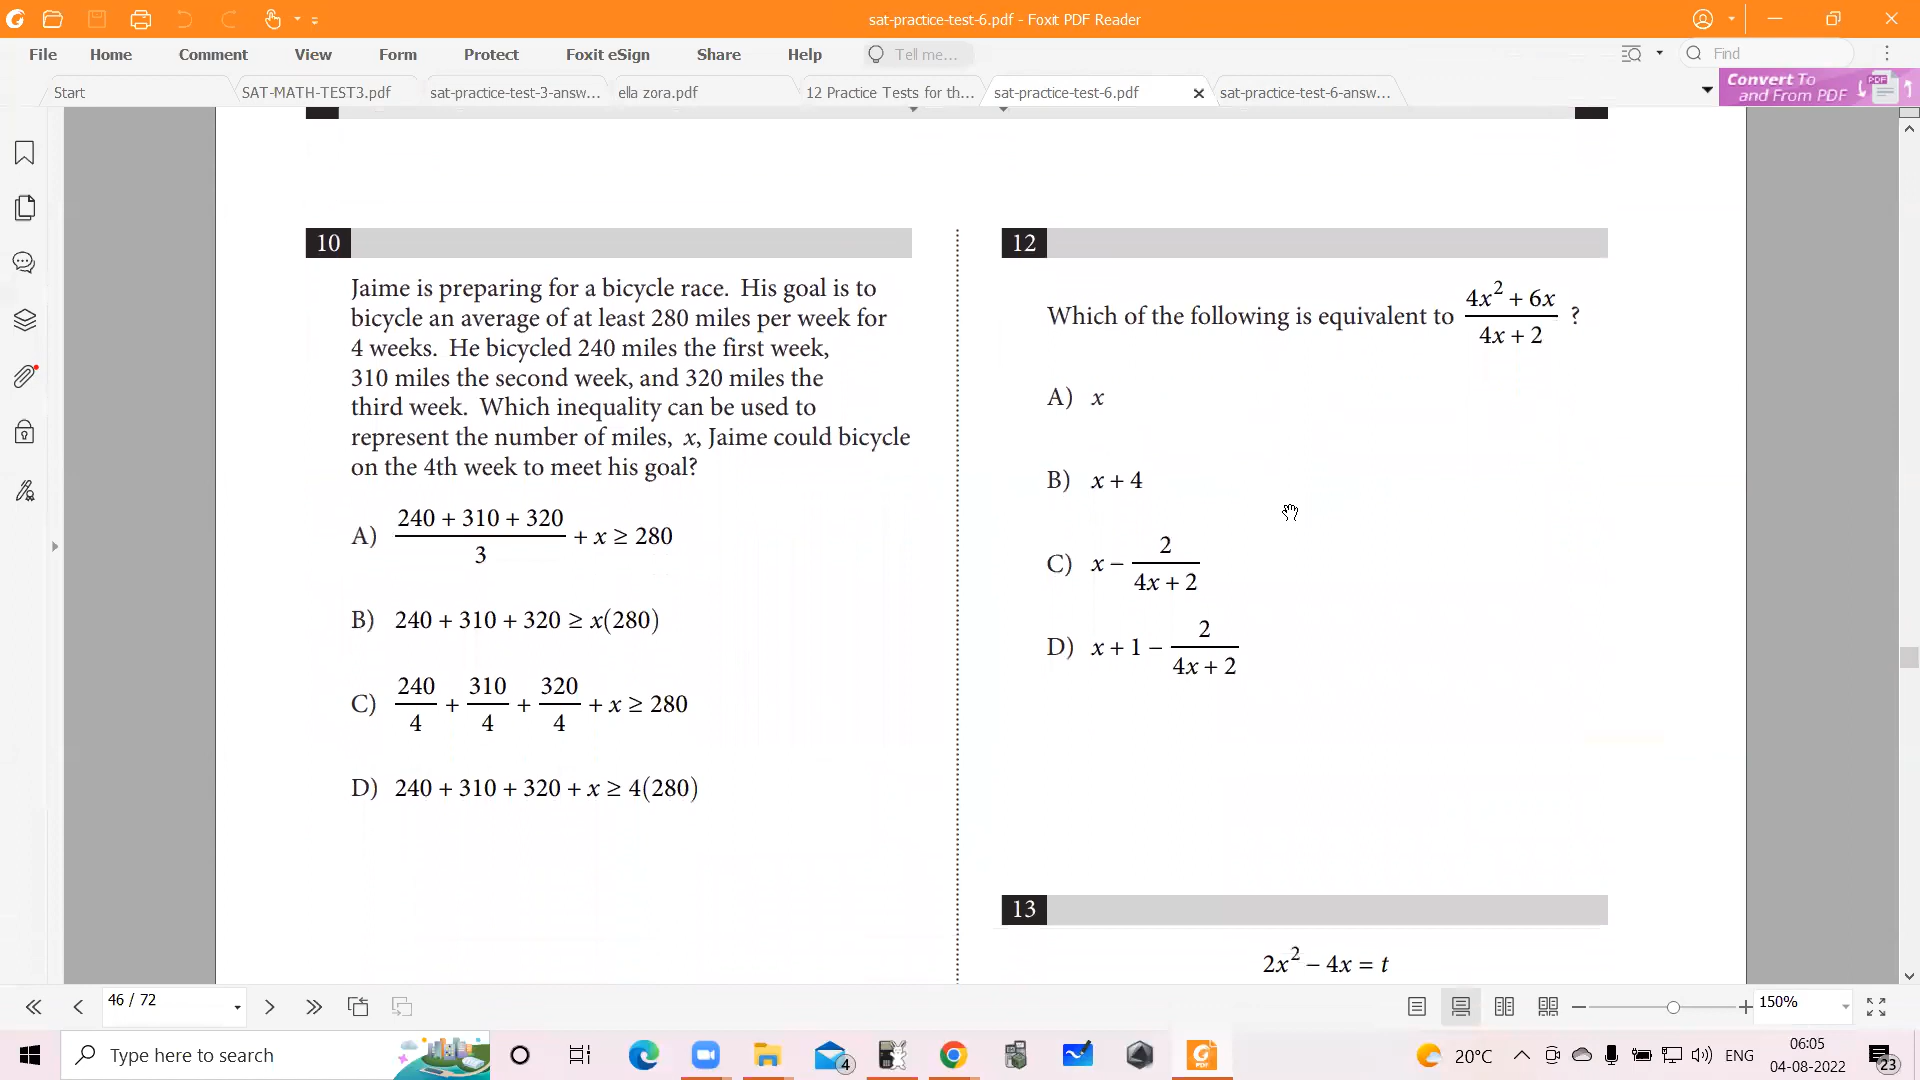 sat-practice-test-6.pdf - Foxit PDF Reader
File Home Comment View Form Protect Foxit eSign Share Help Tell me... Find
Start SAT-MATH-TEST3.pdf sat-practice-test-3-answ... ella zora.pdf 12 Practice Tests for th... sat-practice-test-6.pdf sat-practice-test-6-answ...
Convert To
and From PDF
PDF
10
Jaime is preparing for a bicycle race. His goal is to
bicycle an average of at least 280 miles per week for
4 weeks. He bicycled 240 miles the first week,
310 miles the second week, and 320 miles the
third week. Which inequality can be used to
represent the number of miles, x, Jaime could bicycle
on the 4th week to meet his goal?
A) (240 + 310 + 320)/3 + x ≥ 280
B) 240 + 310 + 320 ≥ x(280)
C) 240/4 + 310/4 + 320/4 + x ≥ 280
D) 240 + 310 + 320 + x ≥ 4(280)
12
Which of the following is equivalent to (4x² + 6x)/(4x + 2) ?
A) x
B) x + 4
C) x − 2/(4x + 2)
D) x + 1 − 2/(4x + 2)
13
2x² − 4x = t
46 / 72
150%
Type here to search
4
20°C
ENG
06:05
04-08-2022
23